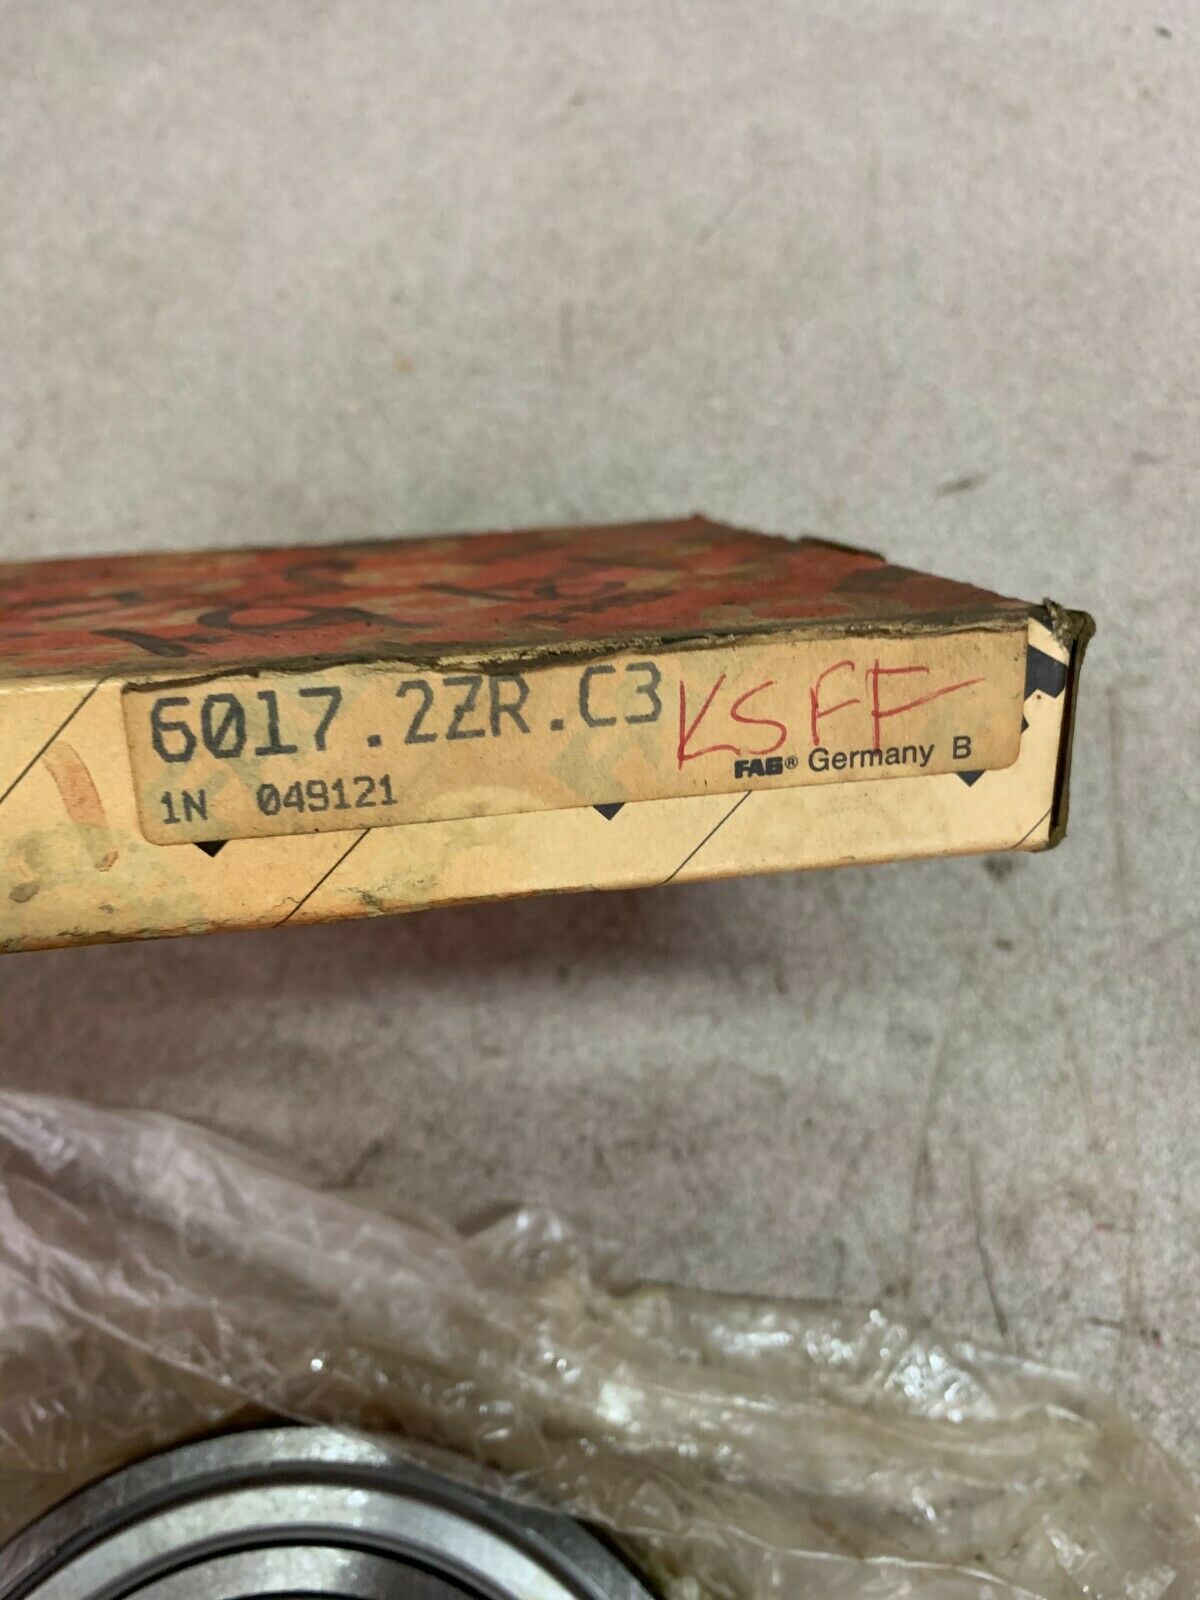 6017.2ZR.C3 KSFF
FAG® Germany B
1N 049121